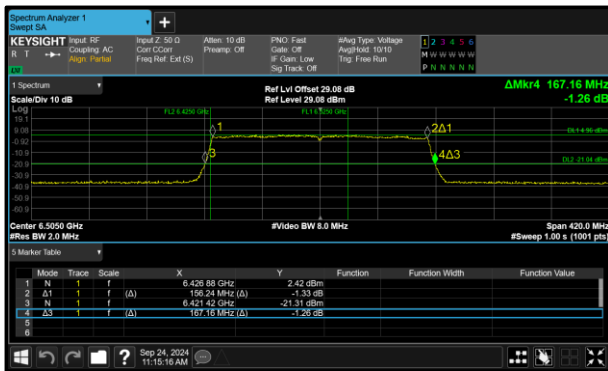 Spectrum Analyzer 1
Swept SA
KEYSIGHT
R T
Input: RF
Coupling: AC
Align: Partial
Input Z: 50 Ω
Corr CCorr
Freq Ref: Ext (S)
Atten: 10 dB
Preamp: Off
PNO: Fast
Gate: Off
IF Gain: Low
Sig Track: Off
#Avg Type: Voltage
Avg|Hold: 10/10
Trig: Free Run
1 2 3 4 5 6
M W W W W W
P N N N N N
1 Spectrum
Scale/Div 10 dB
Ref Lvl Offset 29.08 dB
Ref Level 29.08 dBm
ΔMkr4 167.16 MHz
-1.26 dB
Log
FL2 6.4250 GHz
19.1
9.08
-0.92
-10.9
-20.9
-30.9
-40.9
-50.9
-60.9
1
2Δ1
3
4Δ3
DL2 -21.04 dBm
Center 6.5050 GHz
#Res BW 2.0 MHz
#Video BW 8.0 MHz
Span 420.0 MHz
#Sweep 1.00 s (1001 pts)
5 Marker Table
Mode Trace Scale X Y Function Function Width Function Value
1 N 1 f 6.426 88 GHz 2.42 dBm
2 Δ1 1 f (Δ) 156.24 MHz (Δ) -1.33 dB
3 N 1 f 6.421 42 GHz -21.31 dBm
4 Δ3 1 f (Δ) 167.16 MHz (Δ) -1.26 dB
5
6
Sep 24, 2024
11:15:16 AM